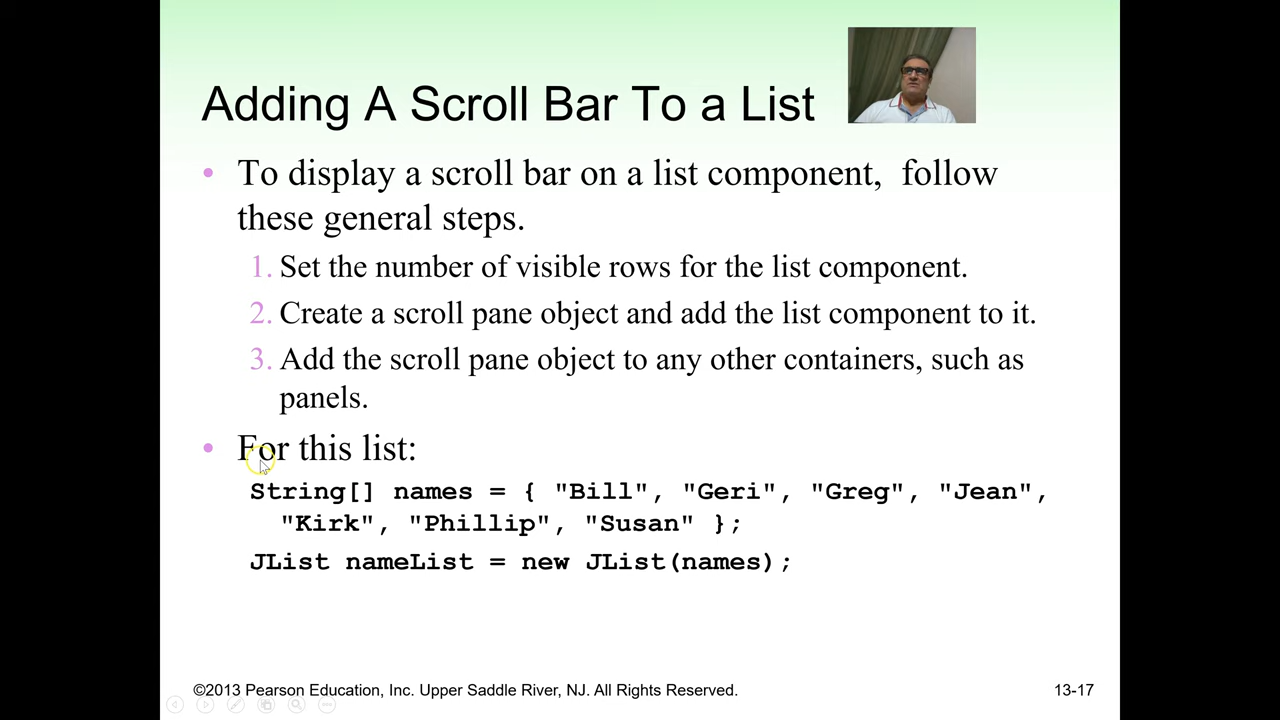 Adding A Scroll Bar To a List
• To display a scroll bar on a list component, follow
these general steps.
1. Set the number of visible rows for the list component.
2. Create a scroll pane object and add the list component to it.
3. Add the scroll pane object to any other containers, such as
panels.
• For this list:
String[] names = { "Bill", "Geri", "Greg", "Jean",
"Kirk", "Phillip", "Susan" };
JList nameList = new JList(names);
©2013 Pearson Education, Inc. Upper Saddle River, NJ. All Rights Reserved.
13-17